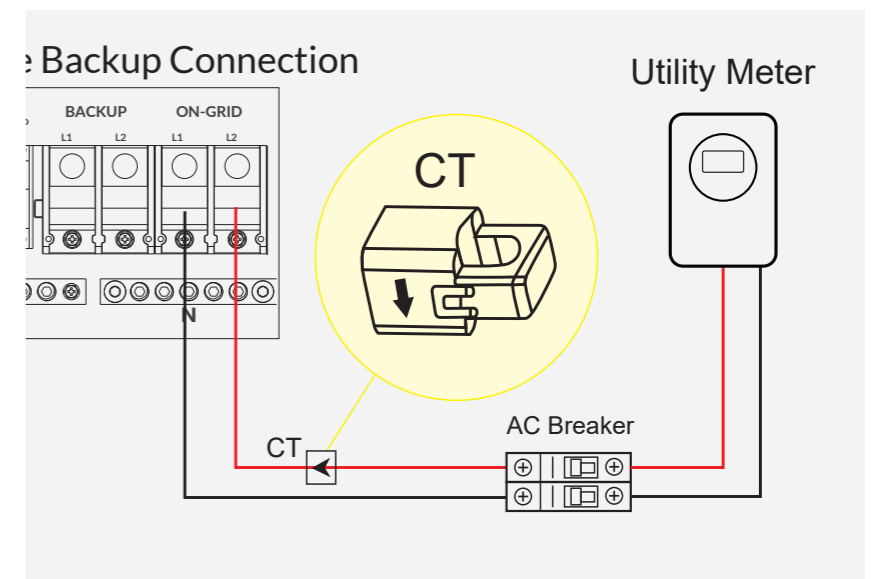 e Backup Connection
Utility Meter
BACKUP
ON-GRID
L1
L2
L1
L2
CT
N
AC Breaker
CT